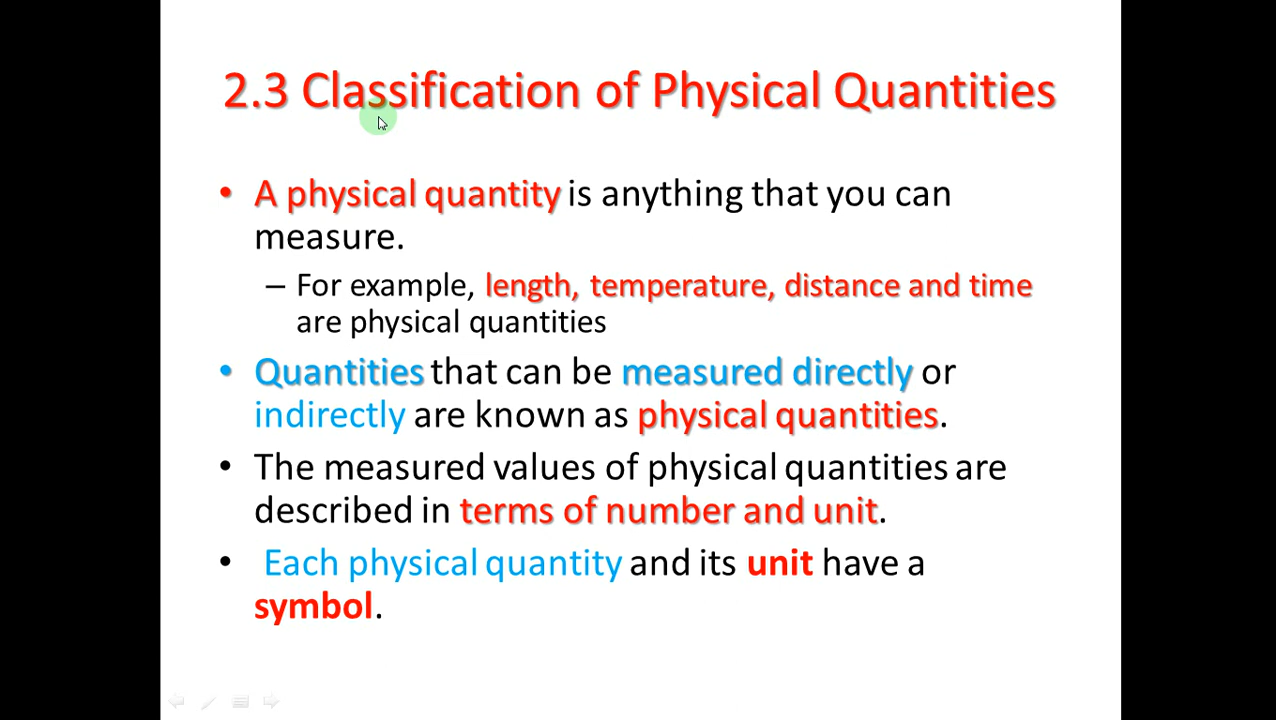 2.3 Classification of Physical Quantities
• A physical quantity is anything that you can
measure.
– For example, length, temperature, distance and time
are physical quantities
• Quantities that can be measured directly or
indirectly are known as physical quantities.
• The measured values of physical quantities are
described in terms of number and unit.
• Each physical quantity and its unit have a
symbol.